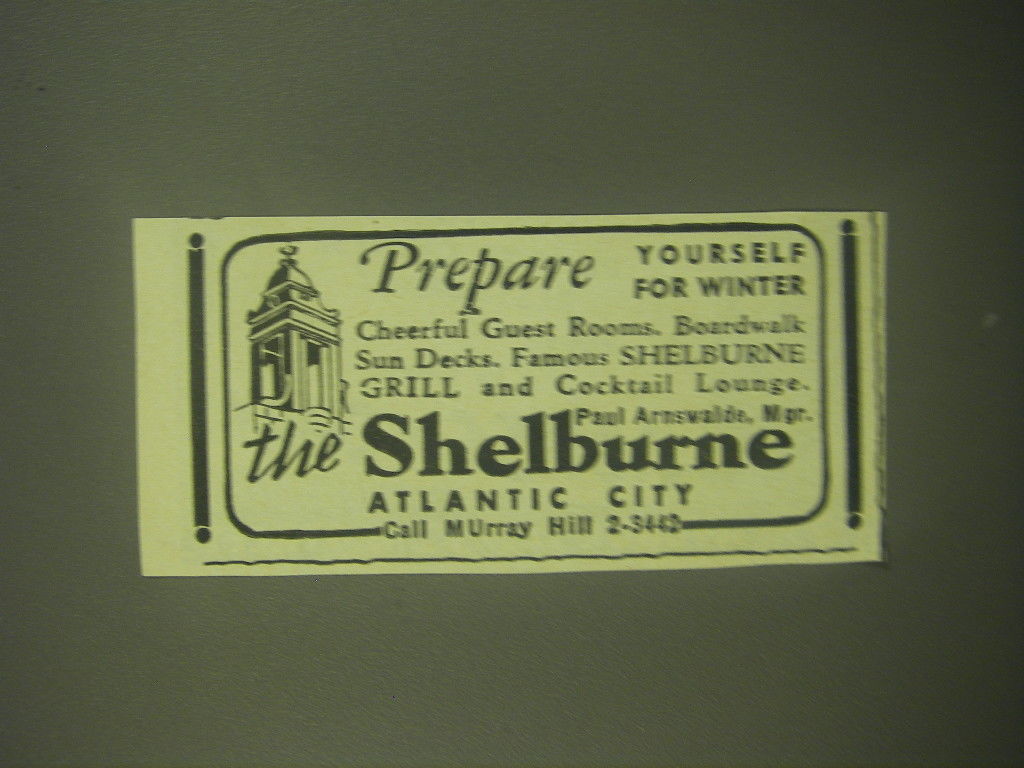 Prepare YOURSELF
FOR WINTER
Cheerful Guest Rooms. Boardwalk
Sun Decks. Famous SHELBURNE
GRILL and Cocktail Lounge.
Paul Arnswalde, Mgr.
the Shelburne
ATLANTIC CITY
Call MUrray Hill 2-3442